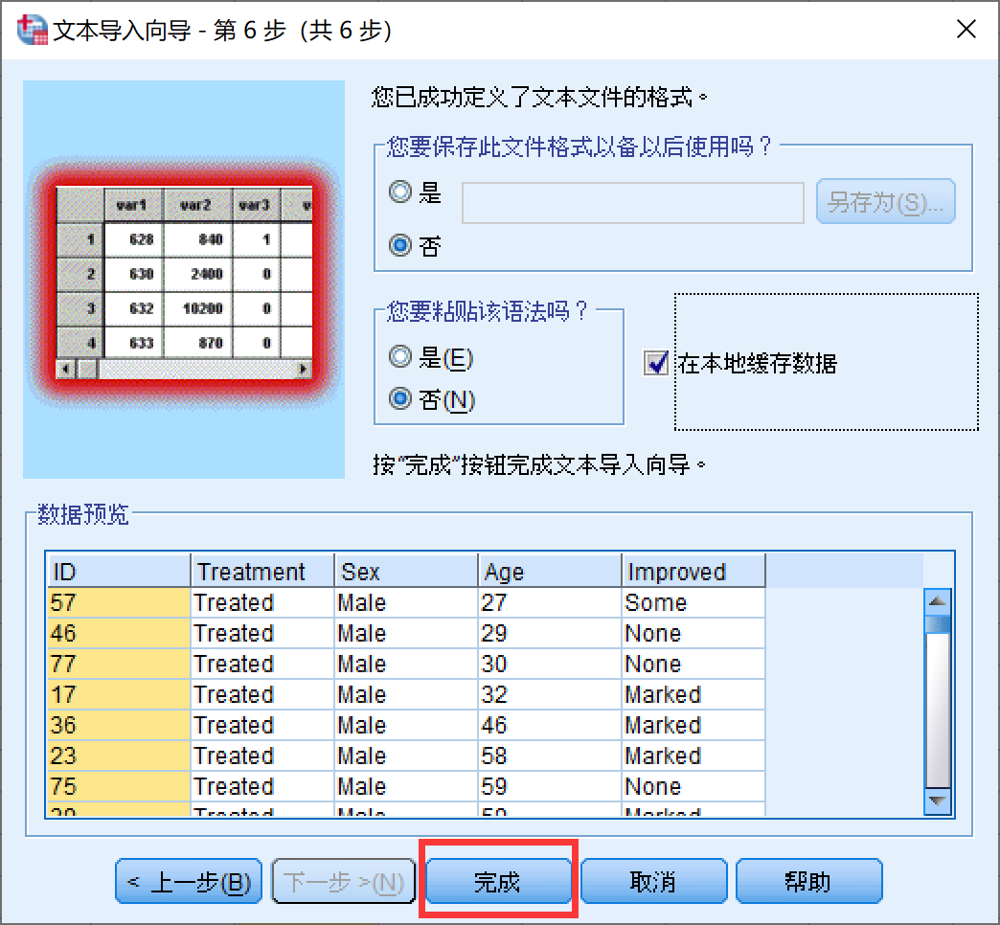 文本导入向导 - 第 6 步（共 6 步）
您已成功定义了文本文件的格式。
您要保存此文件格式以备以后使用吗？
是
另存为(S)...
否
var1 var2 var3
1 628 840 1
2 630 2400 0
3 632 10200 0
4 633 870 0
您要粘贴该语法吗？
是(E)
否(N)
在本地缓存数据
按“完成”按钮完成文本导入向导。
数据预览
ID Treatment Sex Age Improved
57 Treated Male 27 Some
46 Treated Male 29 None
77 Treated Male 30 None
17 Treated Male 32 Marked
36 Treated Male 46 Marked
23 Treated Male 58 Marked
75 Treated Male 59 None
Treated Male 59 Marked
< 上一步(B) 下一步 >(N) 完成 取消 帮助